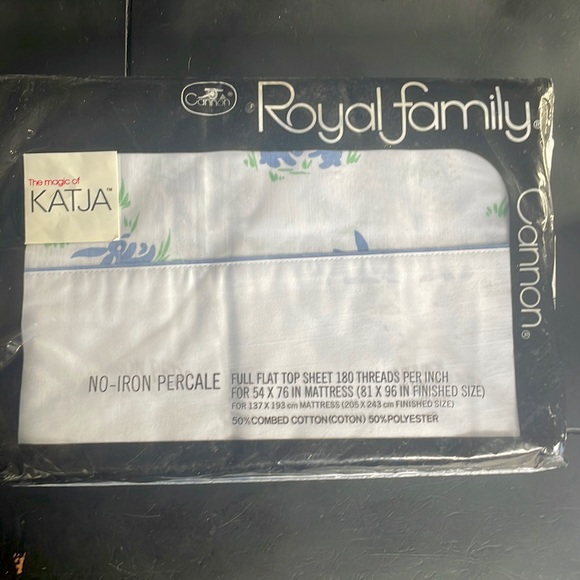 Cannon®
Royal family®
Cannon®
The magic of
KATJA™
NO-IRON PERCALE
FULL FLAT TOP SHEET 180 THREADS PER INCH
FOR 54 X 76 IN MATTRESS (81 X 96 IN FINISHED SIZE)
FOR 137 X 193 cm MATTRESS (205 X 243 cm FINISHED SIZE)
50% COMBED COTTON (COTON) 50% POLYESTER